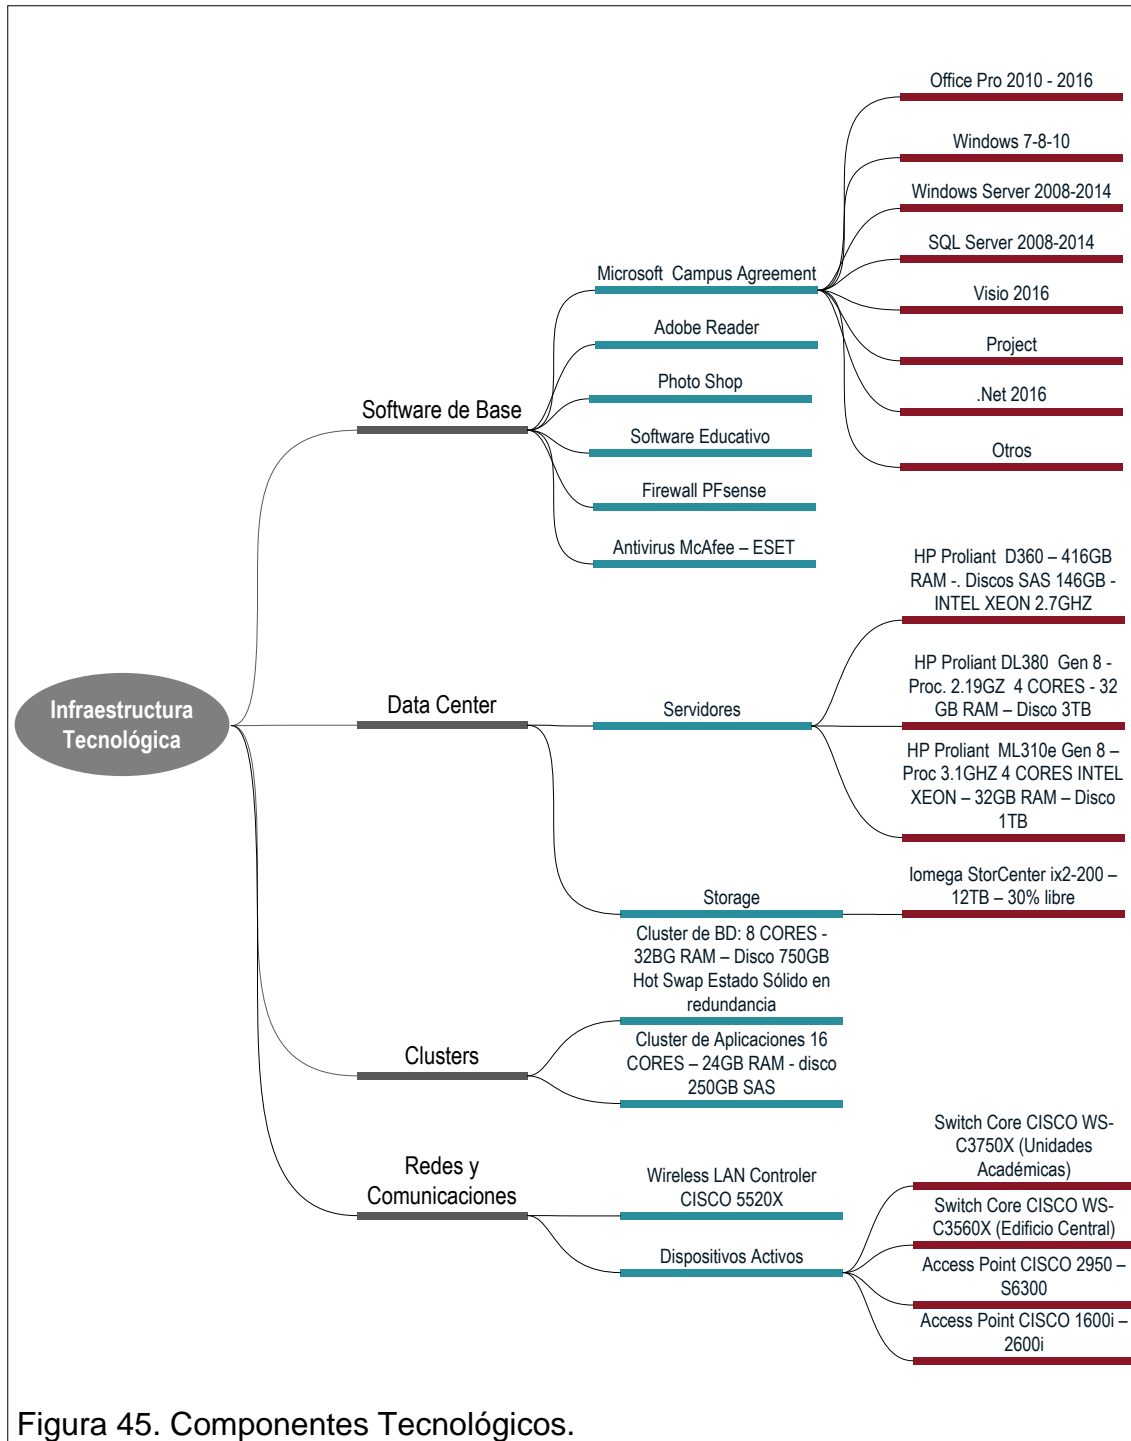 Office Pro 2010 - 2016
Windows 7-8-10
Windows Server 2008-2014
SQL Server 2008-2014
Microsoft  Campus Agreement
Visio 2016
Adobe Reader
Project
Photo Shop
.Net 2016
Software de Base
Software Educativo
Otros
Firewall PFsense
Antivirus McAfee – ESET
HP Proliant  D360 – 416GB
RAM -. Discos SAS 146GB -
INTEL XEON 2.7GHZ
HP Proliant DL380  Gen 8 -
Proc. 2.19GZ  4 CORES - 32
GB RAM – Disco 3TB
Infraestructura
Tecnológica
Data Center
Servidores
HP Proliant  ML310e Gen 8 –
Proc 3.1GHZ 4 CORES INTEL
XEON – 32GB RAM – Disco
1TB
Iomega StorCenter ix2-200 –
12TB – 30% libre
Storage
Cluster de BD: 8 CORES -
32BG RAM – Disco 750GB
Hot Swap Estado Sólido en
redundancia
Clusters
Cluster de Aplicaciones 16
CORES – 24GB RAM - disco
250GB SAS
Redes y
Comunicaciones
Wireless LAN Controler
CISCO 5520X
Switch Core CISCO WS-
C3750X (Unidades
Académicas)
Switch Core CISCO WS-
C3560X (Edificio Central)
Dispositivos Activos
Access Point CISCO 2950 –
S6300
Access Point CISCO 1600i –
2600i
Figura 45. Componentes Tecnológicos.